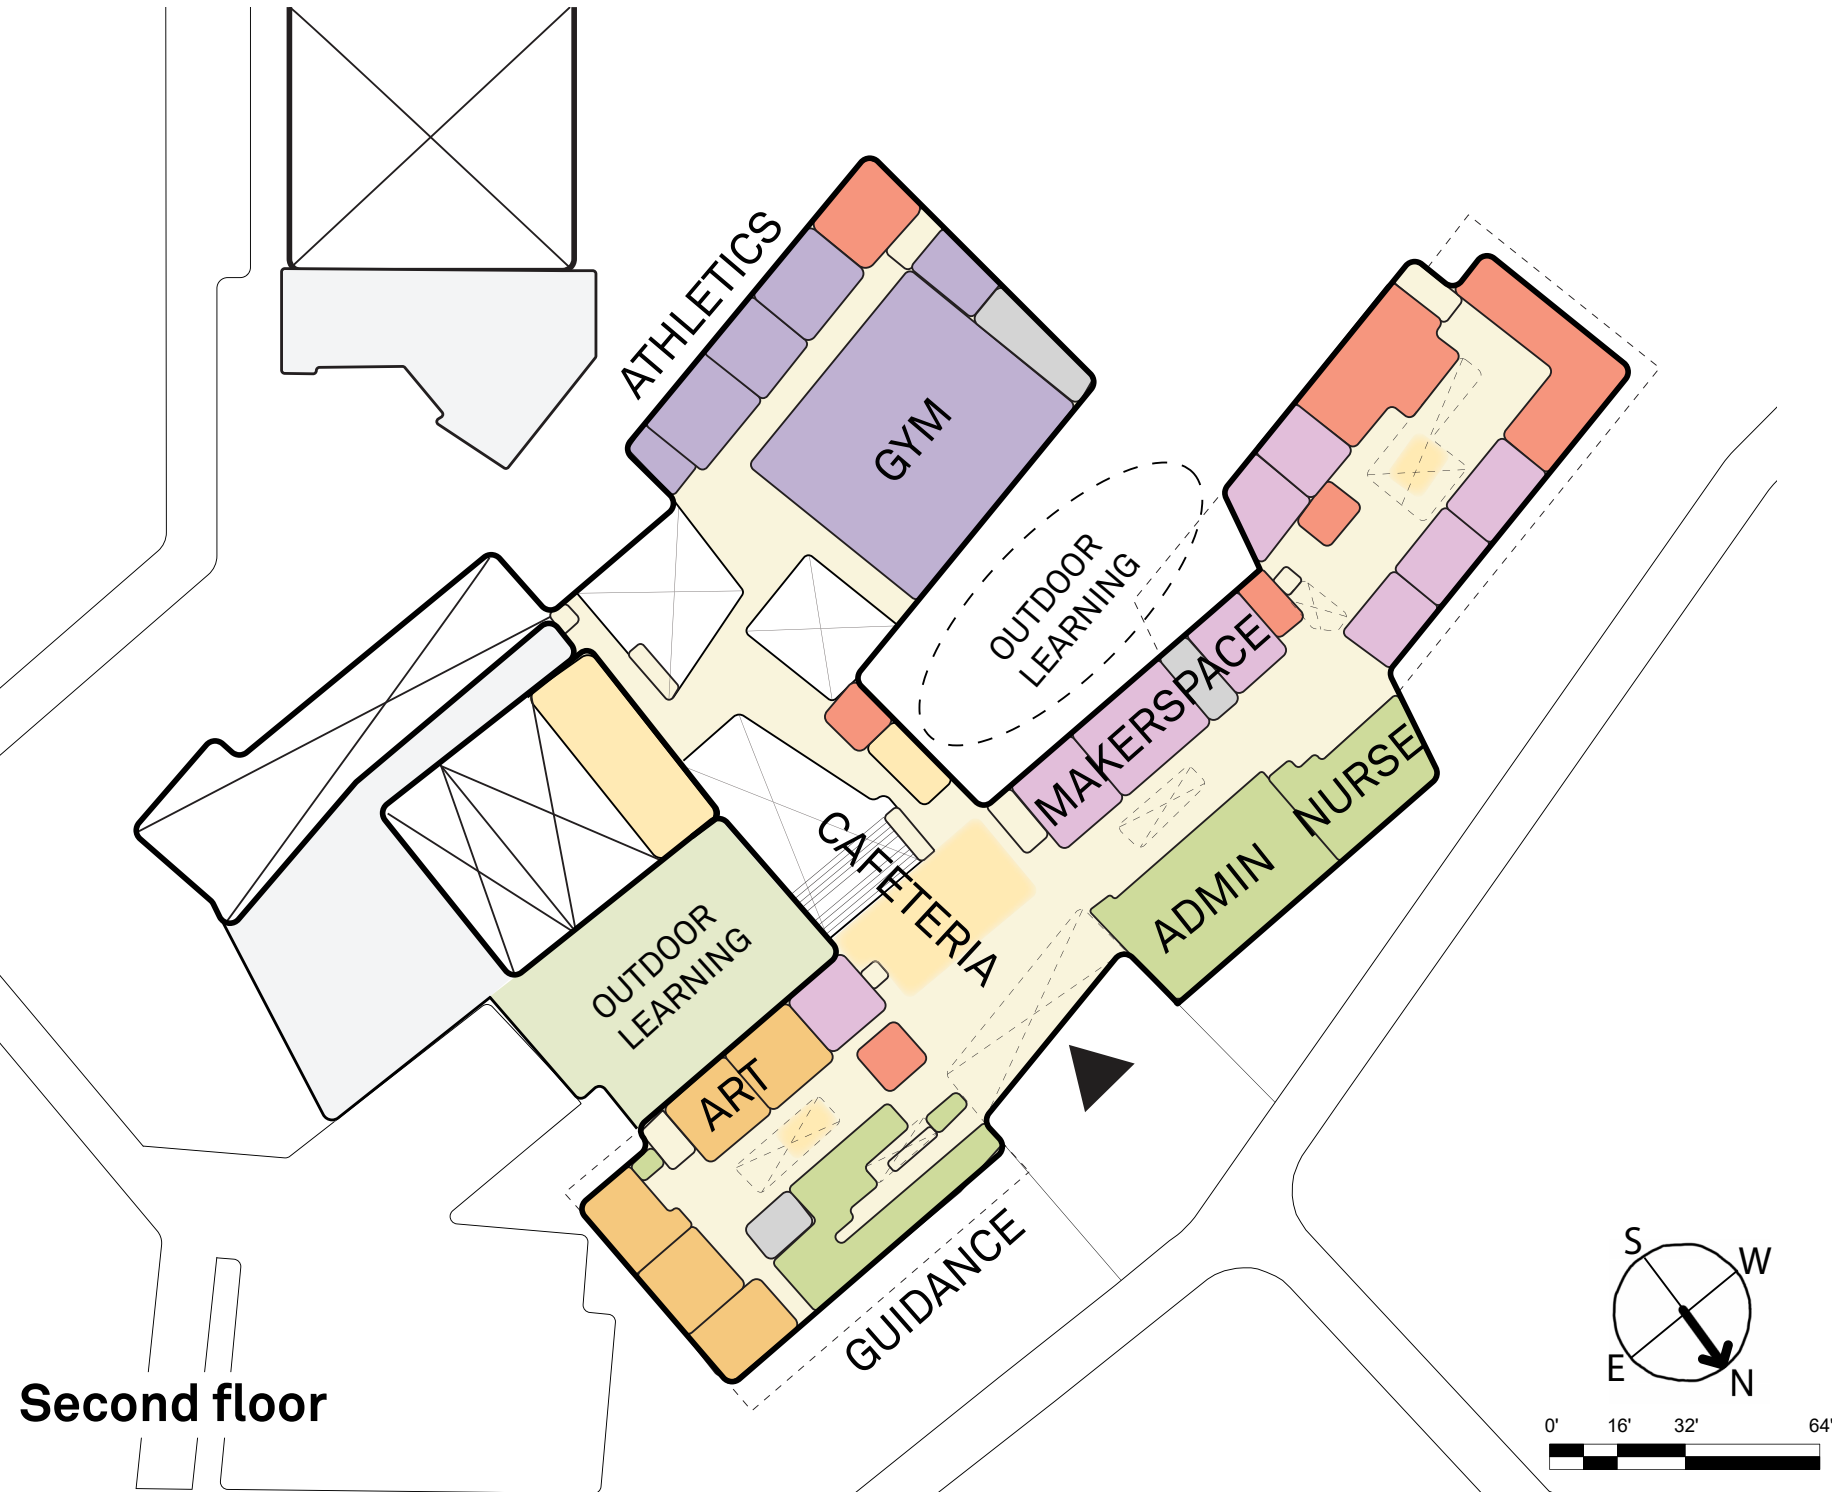 ATHLETICS
GYM
OUTDOOR
LEARNING
MAKERSPACE
NURSE
ADMIN
CAFETERIA
OUTDOOR
LEARNING
ART
GUIDANCE
S
W
E
N
Second floor
0' 16' 32' 64'